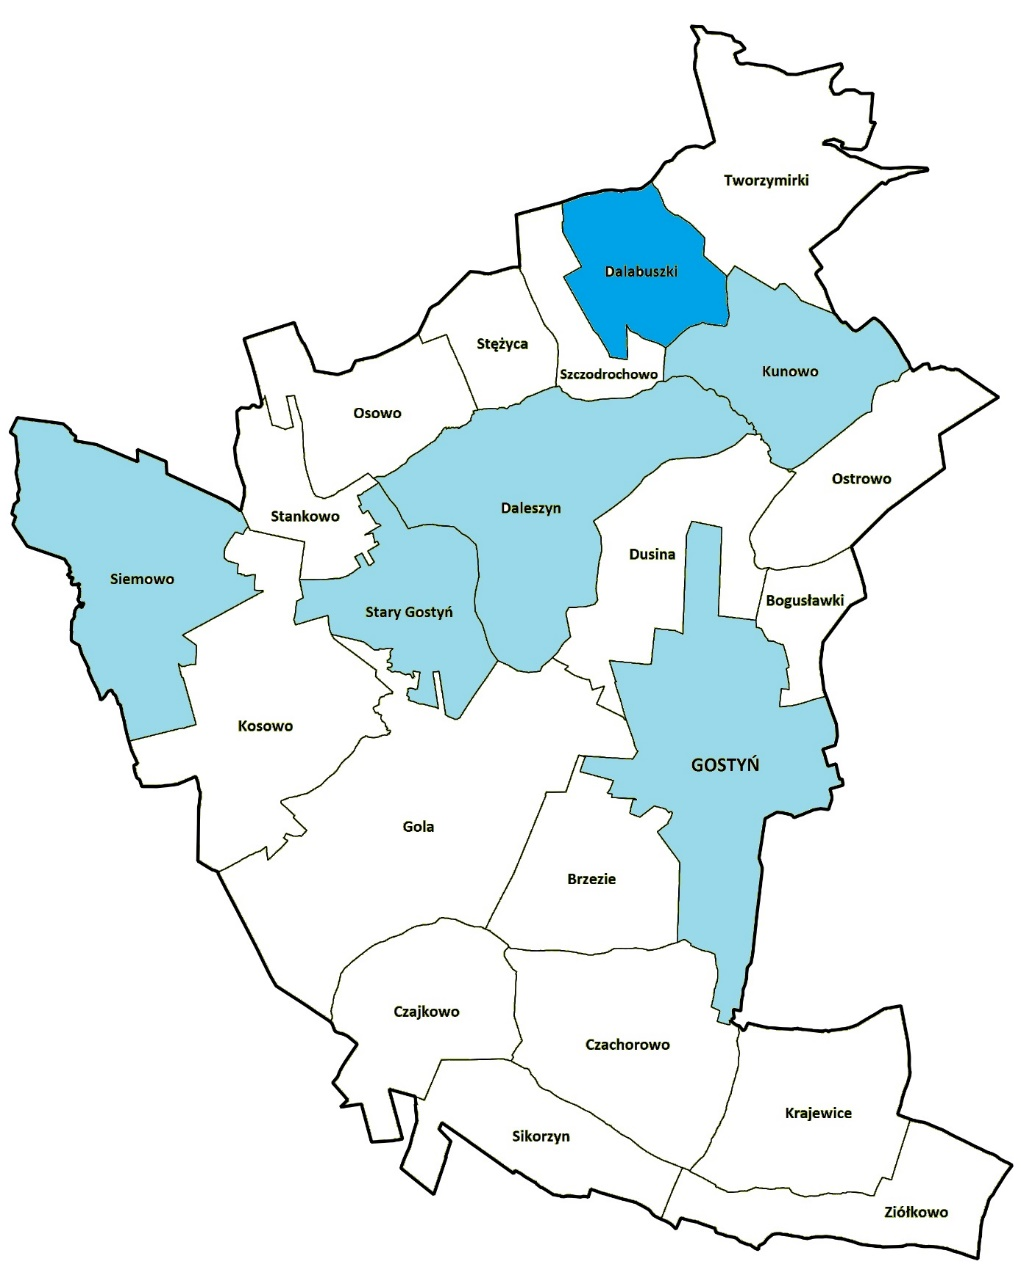 Tworzymirki
Dalabuszki
Stężyca
Szczodrochowo
Kunowo
Osowo
Ostrowo
Daleszyn
Stankowo
Dusina
Siemowo
Bogusławki
Stary Gostyń
Kosowo
GOSTYŃ
Gola
Brzezie
Czajkowo
Czachorowo
Krajewice
Sikorzyn
Ziółkowo